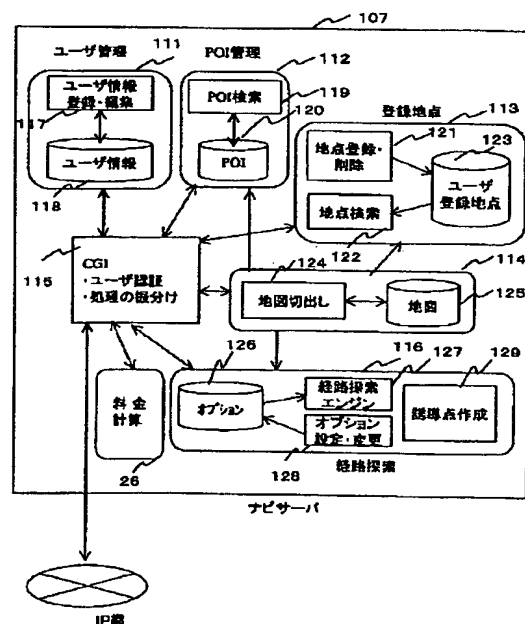 107
ユーザ管理
111
POI管理
112
ユーザ情報
登録・編集
117
POI検索
119
120
登録地点
113
ユーザ情報
118
POI
地点登録・
削除
121
123
ユーザ
登録地点
地点検索
122
115
CGI
・ユーザ認証
・処理の振分け
124
114
地図切出し
地図
125
126
116
127
129
オプション
経路探索
エンジン
オプション
設定・変更
誘導点作成
料金
計算
26
128
経路探索
ナビサーバ
IP網